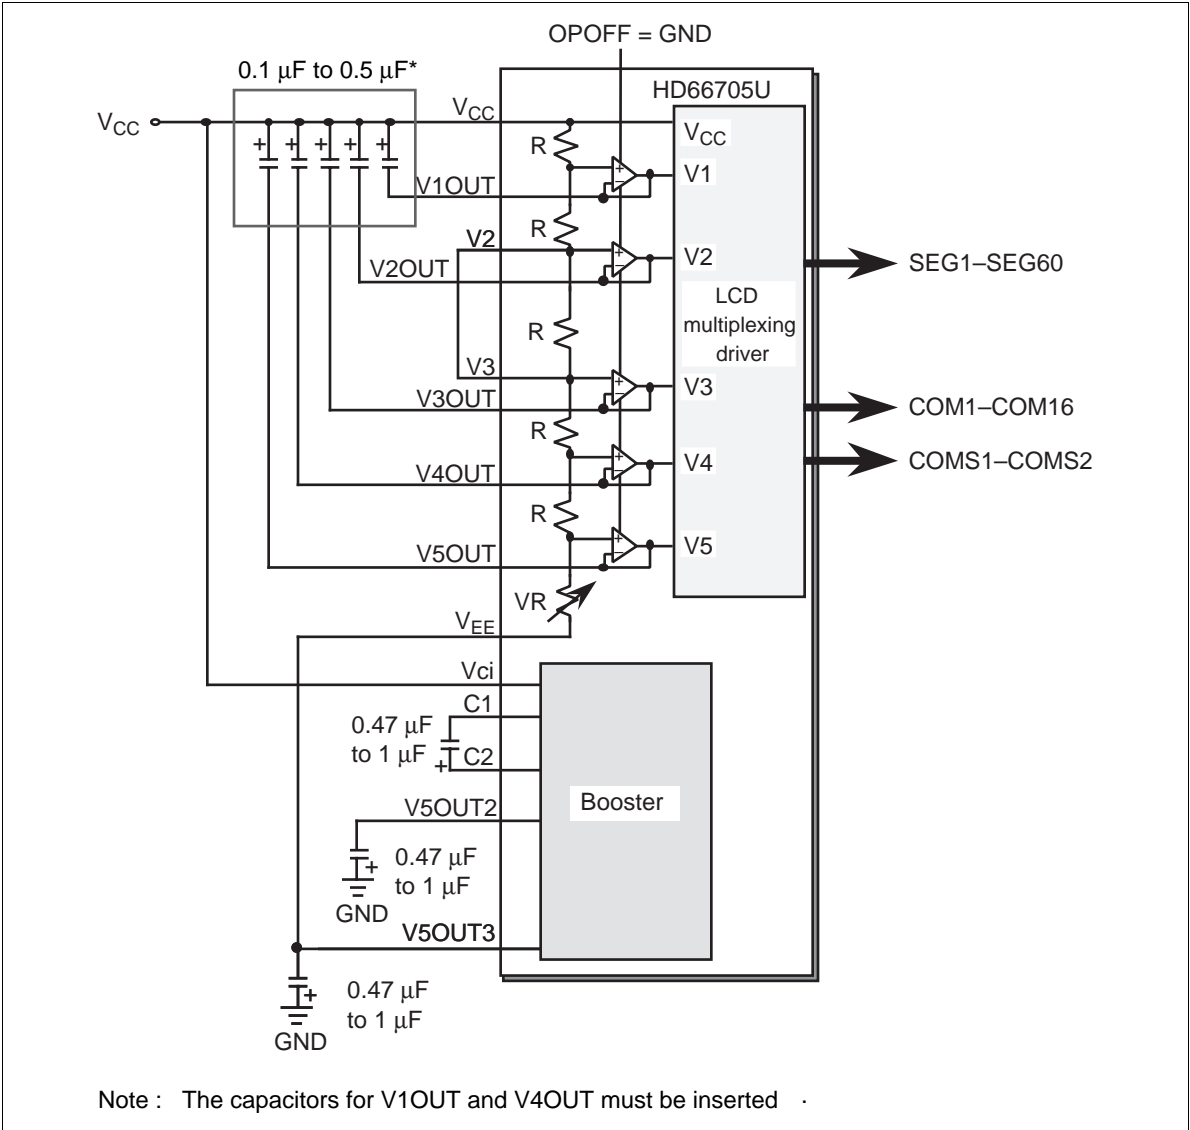 OPOFF = GND
0.1 μF to 0.5 μF*
HD66705U
VCC
VCC
VCC
R
V1
V1OUT
R
V2
V2
V2OUT
SEG1–SEG60
LCD
multiplexing
driver
R
V3
V3
V3OUT
COM1–COM16
R
V4
V4OUT
COMS1–COMS2
R
V5
V5OUT
VR
VEE
Vci
C1
0.47 μF
to 1 μF
C2
Booster
V5OUT2
0.47 μF
to 1 μF
GND
V5OUT3
0.47 μF
to 1 μF
GND
Note : The capacitors for V1OUT and V4OUT must be inserted .